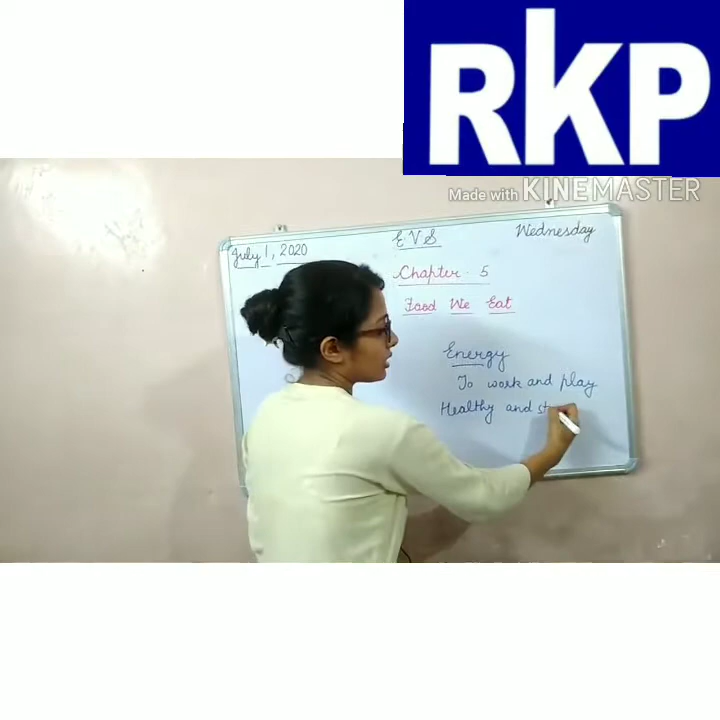 RKP
Made with KINEMASTER
July 1, 2020 EVS Wednesday
Chapter - 5
Food We Eat
Energy
To work and play
Healthy and st